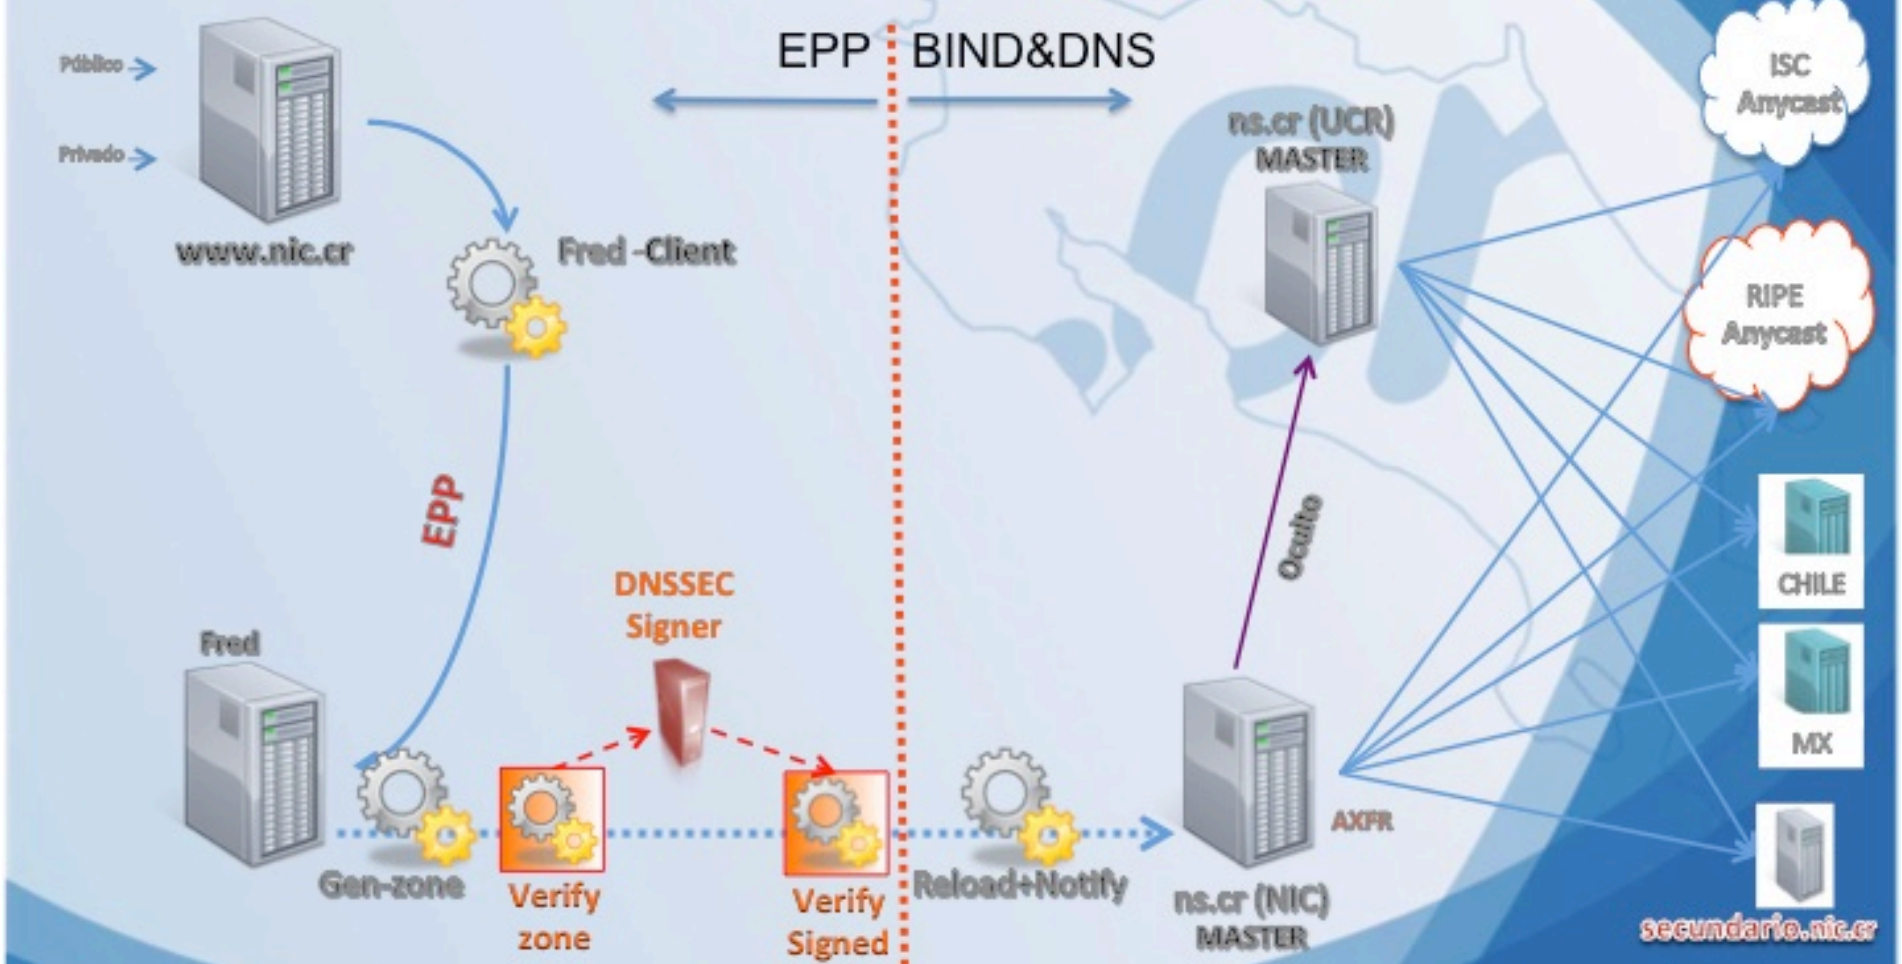 EPP
BIND&DNS
Público
Privado
www.nic.cr
Fred -Client
EPP
Fred
DNSSEC
Signer
Gen-zone
Verify
zone
Verify
Signed
Reload+Notify
ns.cr (UCR)
MASTER
Oculto
AXFR
ns.cr (NIC)
MASTER
ISC
Anycast
RIPE
Anycast
CHILE
MX
secundario.nic.cr
cr